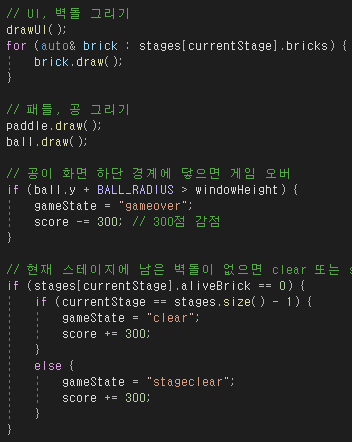 // UI, 벽돌 그리기
drawUI();
for (auto& brick : stages[currentStage].bricks) {
    brick.draw();
}

// 패들, 공 그리기
paddle.draw();
ball.draw();

// 공이 화면 하단 경계에 닿으면 게임 오버
if (ball.y + BALL_RADIUS > windowHeight) {
    gameState = "gameover";
    score -= 300; // 300점 감점
}

// 현재 스테이지에 남은 벽돌이 없으면 clear 또는 s
if (stages[currentStage].aliveBrick == 0) {
    if (currentStage == stages.size() - 1) {
        gameState = "clear";
        score += 300;
    }
    else {
        gameState = "stageclear";
        score += 300;
    }
}